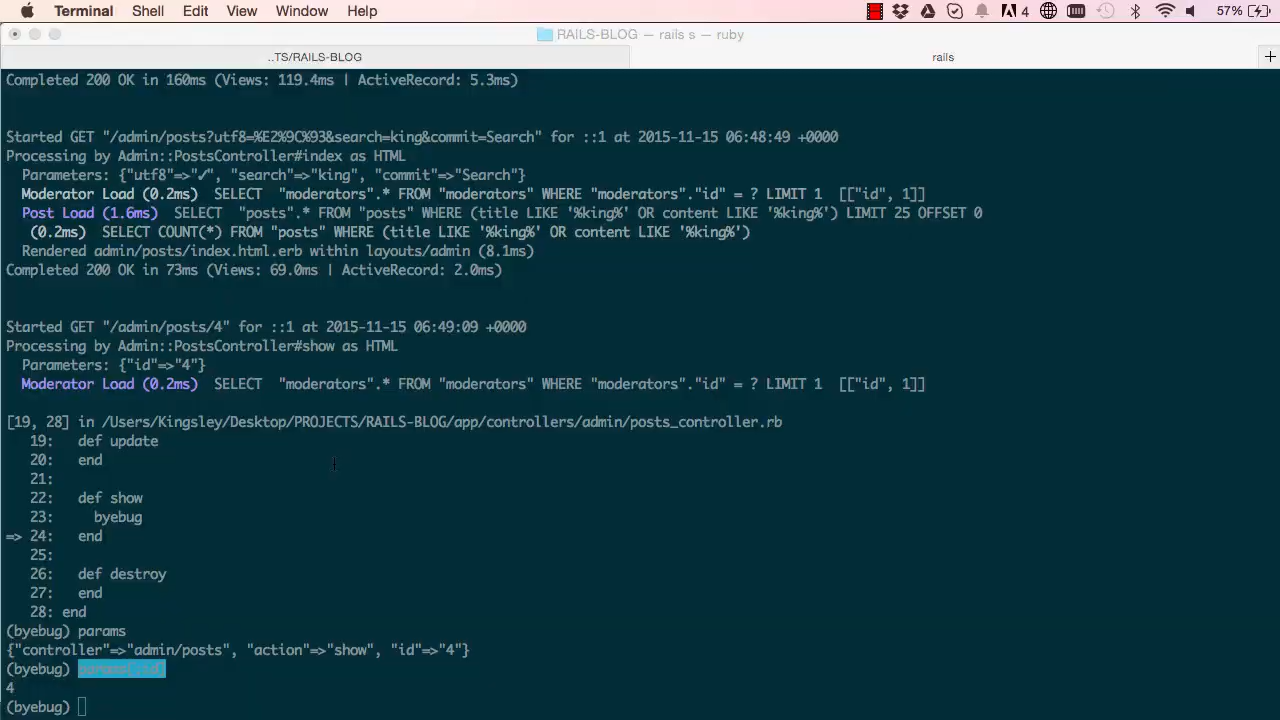 Terminal Shell Edit View Window Help 4 57%
RAILS-BLOG — rails s — ruby
..TS/RAILS-BLOG rails +
Completed 200 OK in 160ms (Views: 119.4ms | ActiveRecord: 5.3ms)
Started GET "/admin/posts?utf8=%E2%9C%93&search=king&commit=Search" for ::1 at 2015-11-15 06:48:49 +0000
Processing by Admin::PostsController#index as HTML
Parameters: {"utf8"=>"✓", "search"=>"king", "commit"=>"Search"}
Moderator Load (0.2ms) SELECT "moderators".* FROM "moderators" WHERE "moderators"."id" = ? LIMIT 1 [["id", 1]]
Post Load (1.6ms) SELECT "posts".* FROM "posts" WHERE (title LIKE '%king%' OR content LIKE '%king%') LIMIT 25 OFFSET 0
(0.2ms) SELECT COUNT(*) FROM "posts" WHERE (title LIKE '%king%' OR content LIKE '%king%')
Rendered admin/posts/index.html.erb within layouts/admin (8.1ms)
Completed 200 OK in 73ms (Views: 69.0ms | ActiveRecord: 2.0ms)
Started GET "/admin/posts/4" for ::1 at 2015-11-15 06:49:09 +0000
Processing by Admin::PostsController#show as HTML
Parameters: {"id"=>"4"}
Moderator Load (0.2ms) SELECT "moderators".* FROM "moderators" WHERE "moderators"."id" = ? LIMIT 1 [["id", 1]]
[19, 28] in /Users/Kingsley/Desktop/PROJECTS/RAILS-BLOG/app/controllers/admin/posts_controller.rb
19: def update
20: end
21:
22: def show
23: byebug
=> 24: end
25:
26: def destroy
27: end
28: end
(byebug) params
{"controller"=>"admin/posts", "action"=>"show", "id"=>"4"}
(byebug) params[:id]
4
(byebug)